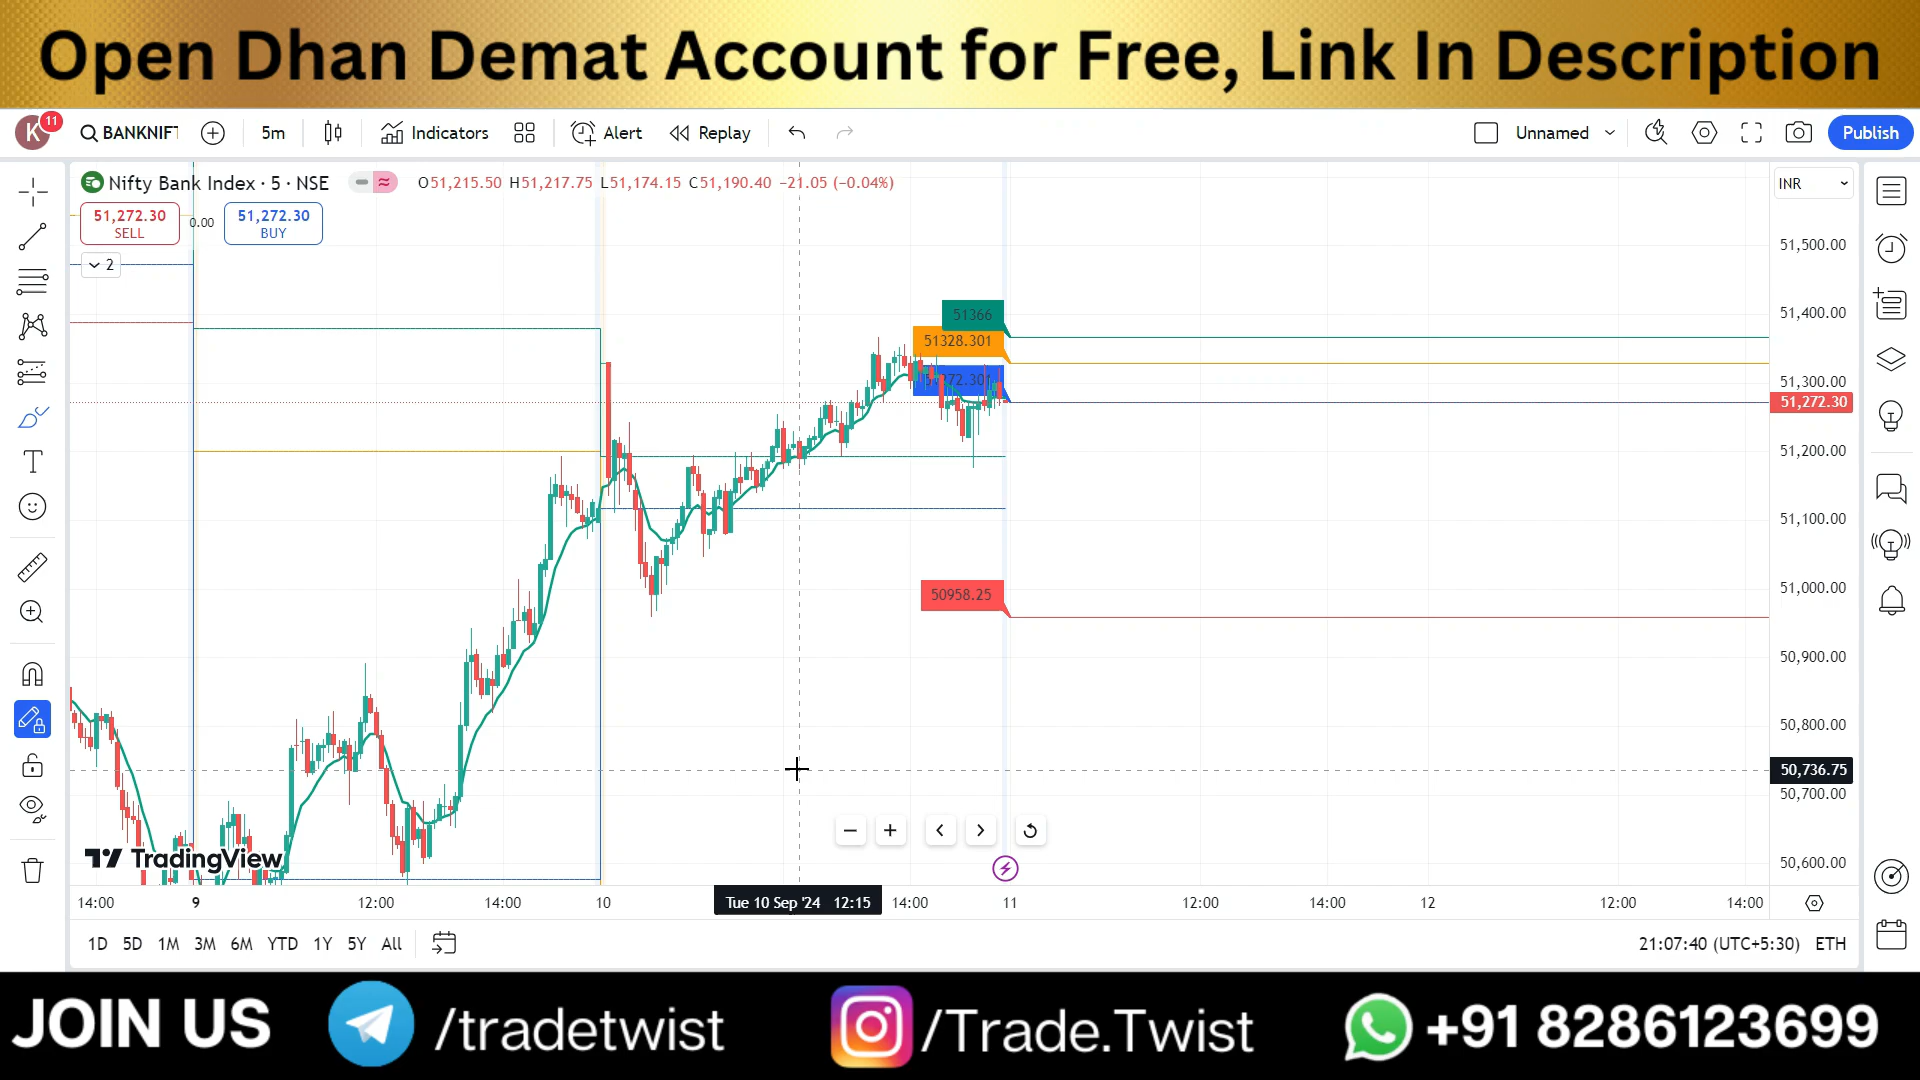 Open Dhan Demat Account for Free, Link In Description
K 11 BANKNIFT 5m Indicators Alert Replay Unnamed Publish
Nifty Bank Index · 5 · NSE O51,215.50 H51,217.75 L51,174.15 C51,190.40 −21.05 (−0.04%) INR
51,272.30 SELL 0.00 51,272.30 BUY
2
51,500.00
51,400.00
51366
51328.301
51,300.00
51,272.30
51,200.00
51,100.00
51,000.00
50958.25
50,900.00
50,800.00
50,736.75
50,700.00
50,600.00
TradingView
14:00 9 12:00 14:00 10 Tue 10 Sep '24 12:15 14:00 11 12:00 14:00 12 12:00 14:00
1D 5D 1M 3M 6M YTD 1Y 5Y All 21:07:40 (UTC+5:30) ETH
JOIN US /tradetwist /Trade.Twist +91 8286123699